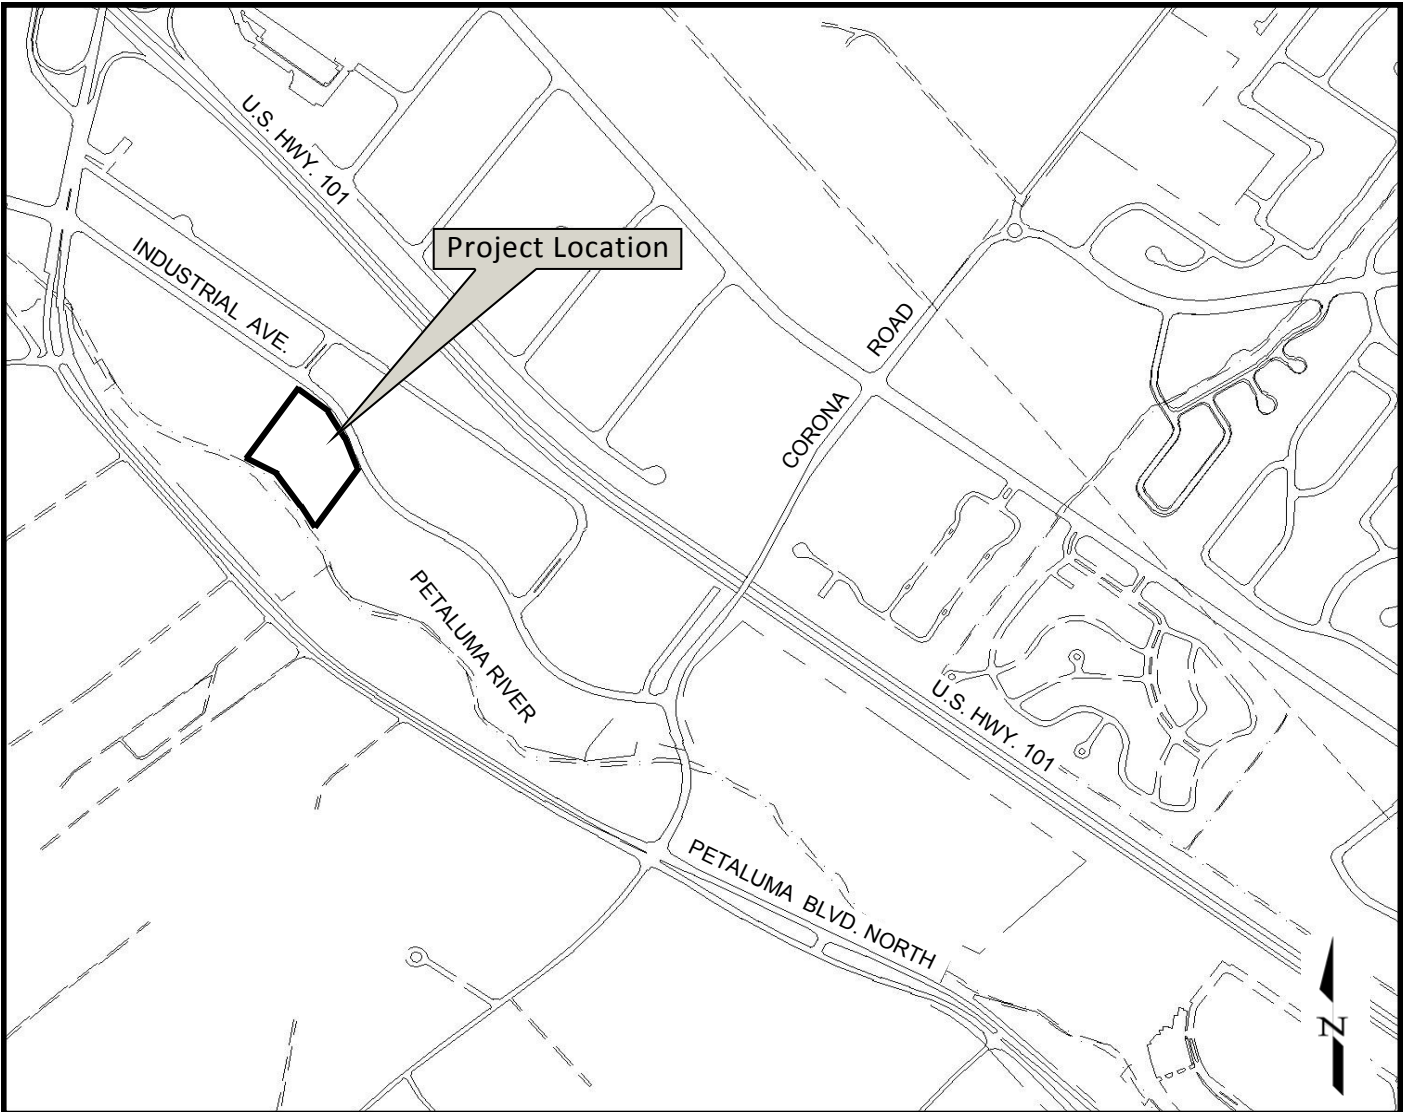 U.S. HWY. 101
Project Location
INDUSTRIAL AVE.
CORONA ROAD
PETALUMA RIVER
U.S. HWY. 101
PETALUMA BLVD. NORTH
N